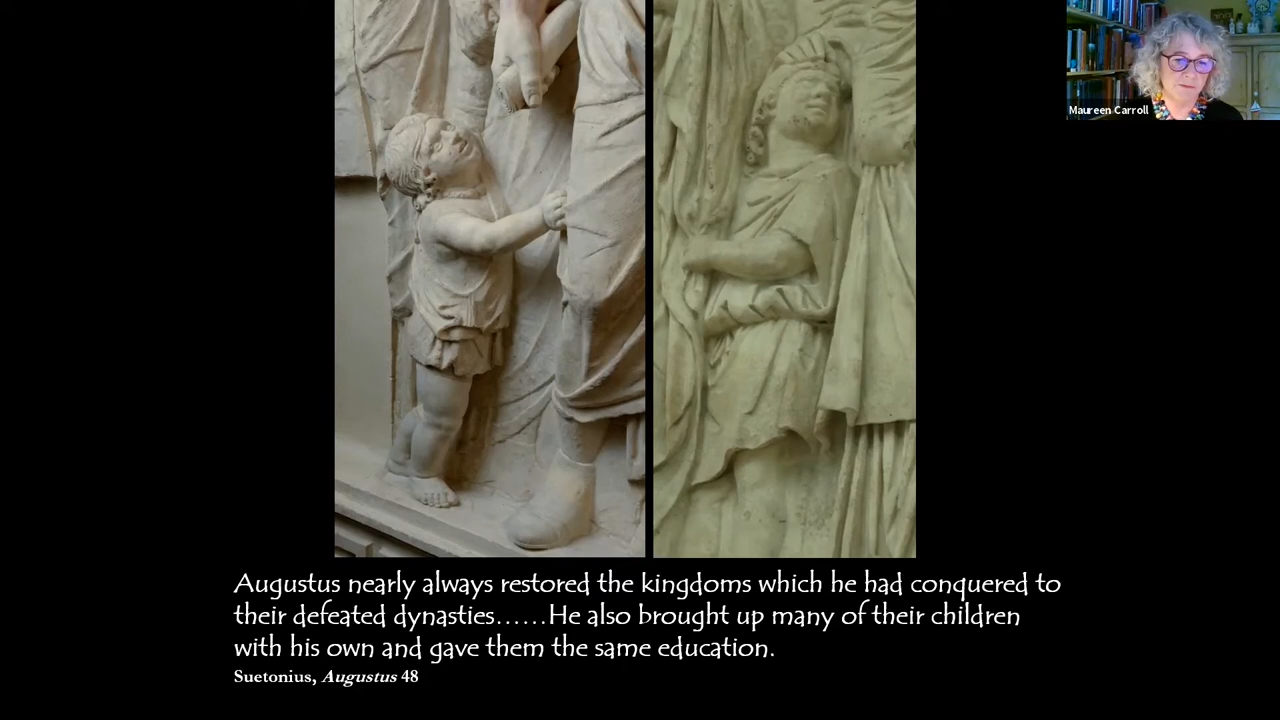 Maureen Carroll
Augustus nearly always restored the kingdoms which he had conquered to
their defeated dynasties……He also brought up many of their children
with his own and gave them the same education.
Suetonius, Augustus 48